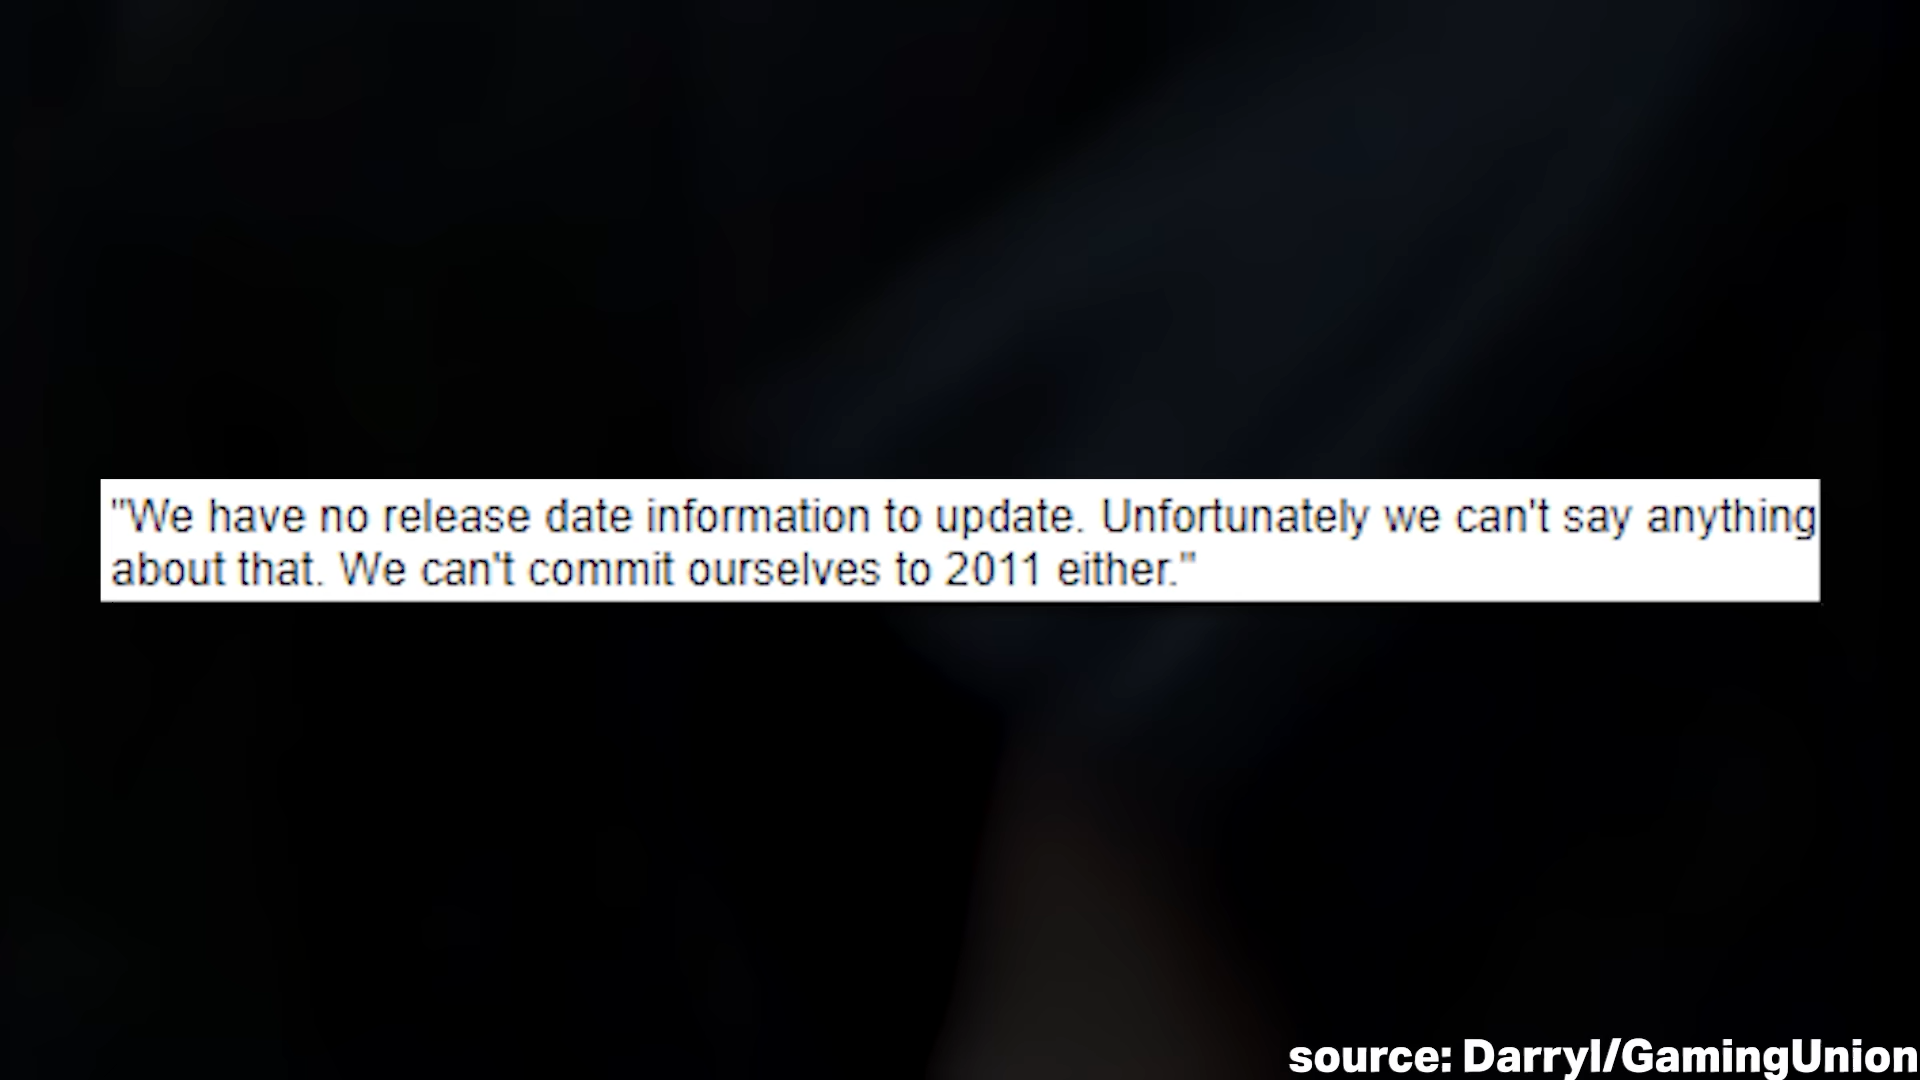 "We have no release date information to update. Unfortunately we can't say anything
about that. We can't commit ourselves to 2011 either."
source: Darryl/GamingUnion